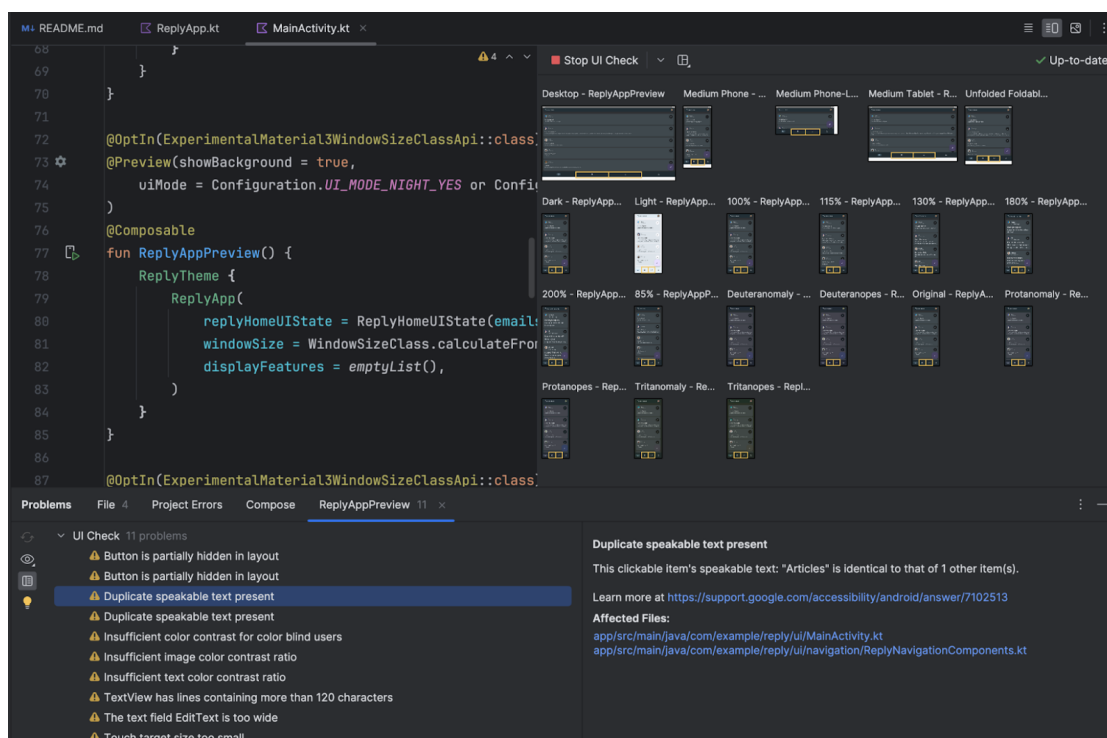 M↓ README.md
ReplyApp.kt
MainActivity.kt ×
68 }
69 }
70 }
71
72 @OptIn(ExperimentalMaterial3WindowSizeClassApi::class
73 @Preview(showBackground = true,
74 uiMode = Configuration.UI_MODE_NIGHT_YES or Config
75 )
76 @Composable
77 fun ReplyAppPreview() {
78 ReplyTheme {
79 ReplyApp(
80 replyHomeUIState = ReplyHomeUIState(emails
81 windowSize = WindowSizeClass.calculateFro
82 displayFeatures = emptyList(),
83 )
84 }
85 }
86
87 @OptIn(ExperimentalMaterial3WindowSizeClassApi::class
4
Stop UI Check
Up-to-date
Desktop - ReplyAppPreview
Medium Phone - ...
Medium Phone-L...
Medium Tablet - R...
Unfolded Foldabl...
Dark - ReplyApp...
Light - ReplyApp...
100% - ReplyApp...
115% - ReplyApp...
130% - ReplyApp...
180% - ReplyApp...
200% - ReplyApp...
85% - ReplyAppP...
Deuteranomaly - ...
Deuteranopes - R...
Original - ReplyA...
Protanomaly - Re...
Protanopes - Rep...
Tritanomaly - Re...
Tritanopes - Repl...
Problems
File 4
Project Errors
Compose
ReplyAppPreview 11 ×
UI Check 11 problems
Button is partially hidden in layout
Button is partially hidden in layout
Duplicate speakable text present
Duplicate speakable text present
Insufficient color contrast for color blind users
Insufficient image color contrast ratio
Insufficient text color contrast ratio
TextView has lines containing more than 120 characters
The text field EditText is too wide
Touch target size too small
Duplicate speakable text present
This clickable item's speakable text: "Articles" is identical to that of 1 other item(s).
Learn more at https://support.google.com/accessibility/android/answer/7102513
Affected Files:
app/src/main/java/com/example/reply/ui/MainActivity.kt
app/src/main/java/com/example/reply/ui/navigation/ReplyNavigationComponents.kt